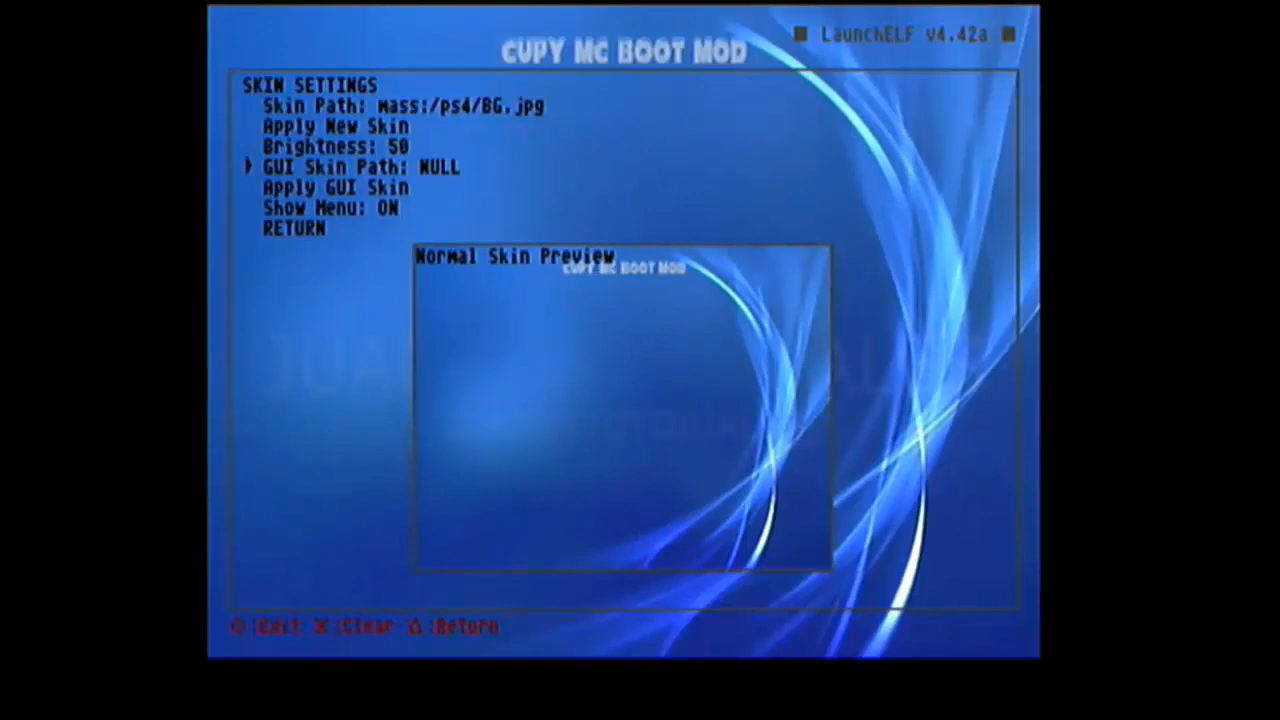 ■ LaunchELF v4.42a ■
CUPY MC BOOT MOD
SKIN SETTINGS
Skin Path: mass:/ps4/BG.jpg
Apply New Skin
Brightness: 50
GUI Skin Path: NULL
Apply GUI Skin
Show Menu: ON
RETURN
Normal Skin Preview
CUPY MC BOOT MOD
○:Edit ×:Clear △:Return